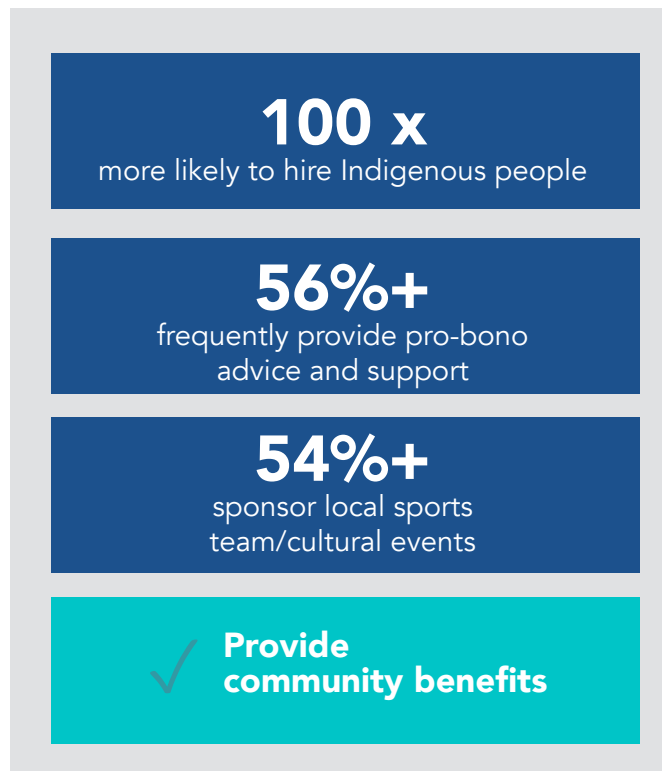 100 x
more likely to hire Indigenous people
56%+
frequently provide pro-bono
advice and support
54%+
sponsor local sports
team/cultural events
Provide
community benefits